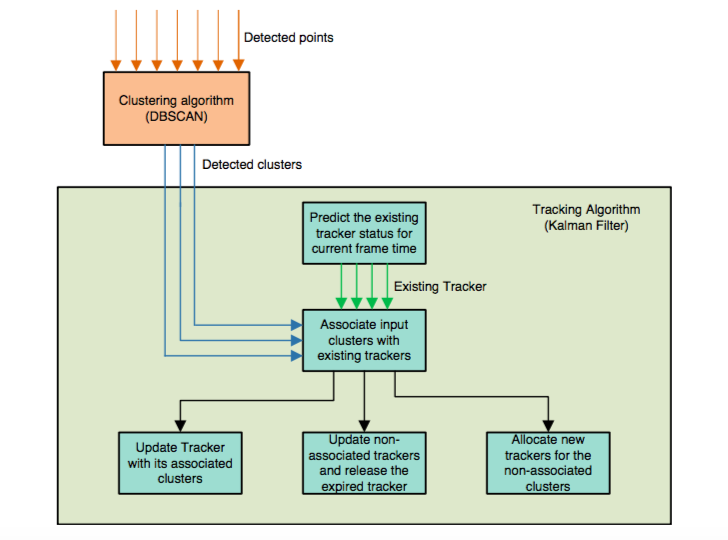 Detected points
Clustering algorithm
(DBSCAN)
Detected clusters
Tracking Algorithm
(Kalman Filter)
Predict the existing
tracker status for
current frame time
Existing Tracker
Associate input
clusters with
existing trackers
Update Tracker
with its associated
clusters
Update non-
associated trackers
and release the
expired tracker
Allocate new
trackers for the
non-associated
clusters